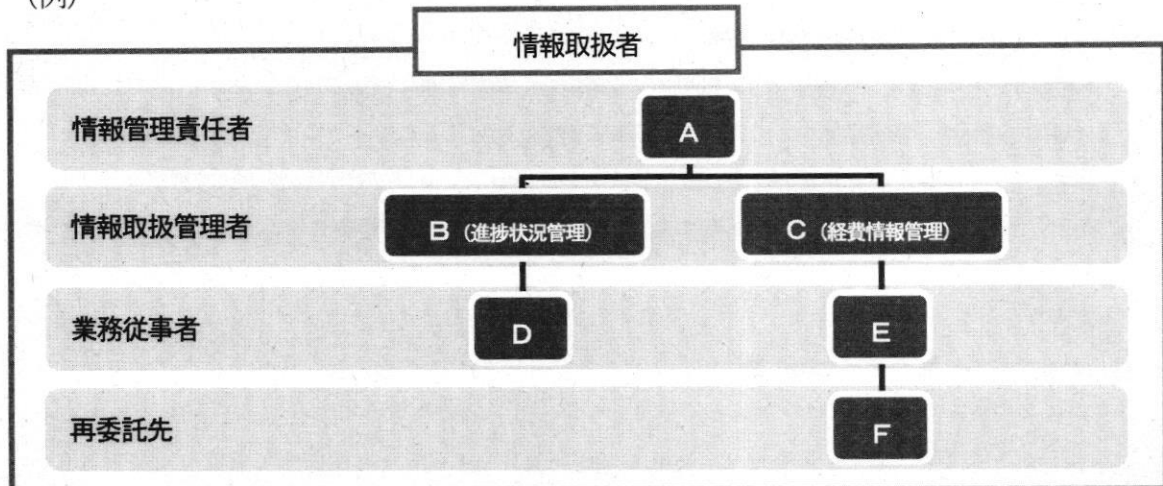 (例)
情報取扱者
情報管理責任者
A
情報取扱管理者
B (進捗状況管理)
C (経費情報管理)
業務従事者
D
E
再委託先
F